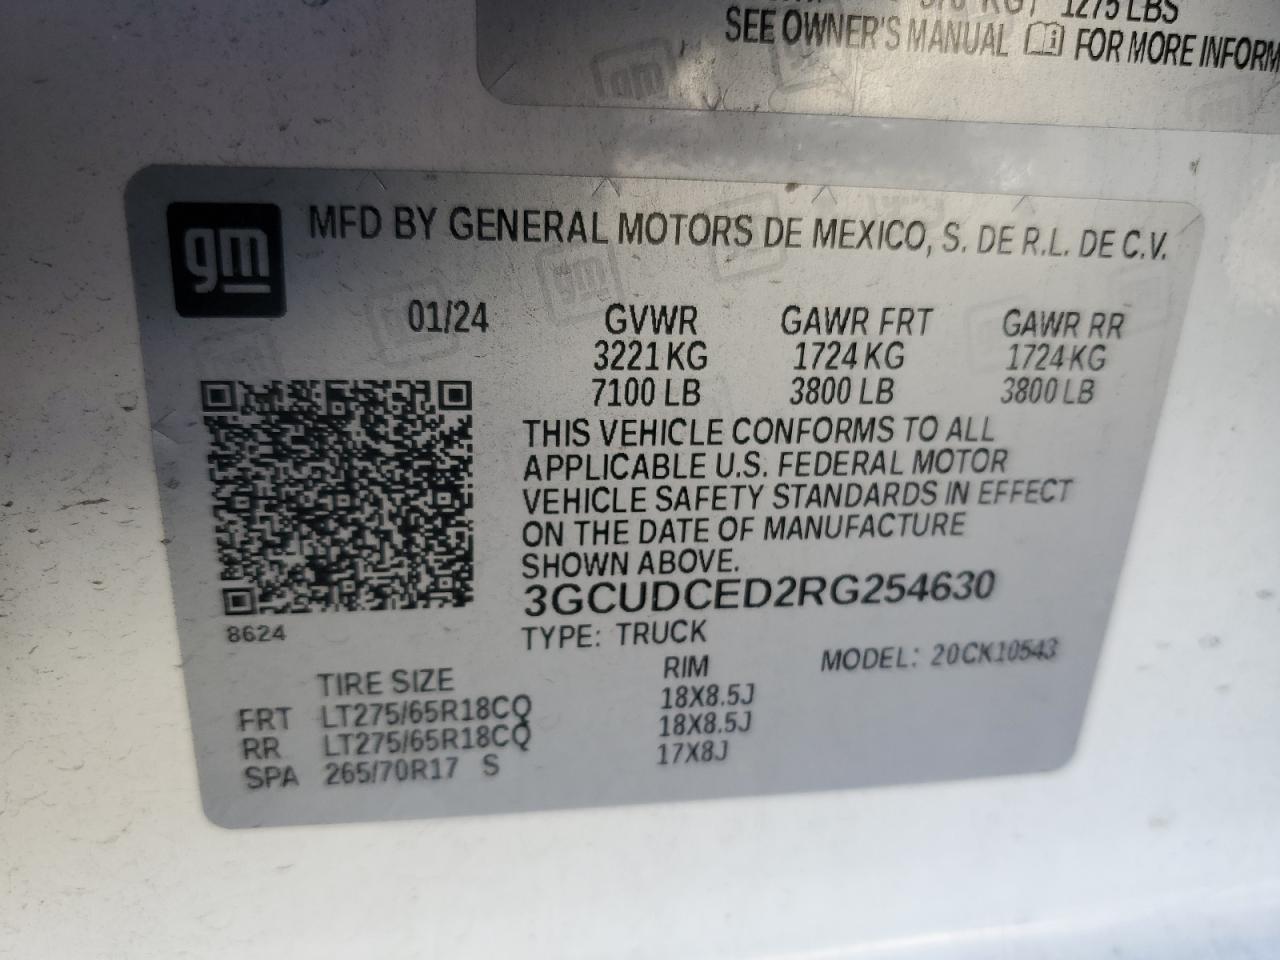 1275 LBS
SEE OWNER'S MANUAL FOR MORE INFORM
gm
MFD BY GENERAL MOTORS DE MEXICO, S. DE R.L. DE C.V.
01/24 GVWR GAWR FRT GAWR RR
3221 KG 1724 KG 1724 KG
7100 LB 3800 LB 3800 LB
THIS VEHICLE CONFORMS TO ALL
APPLICABLE U.S. FEDERAL MOTOR
VEHICLE SAFETY STANDARDS IN EFFECT
ON THE DATE OF MANUFACTURE
SHOWN ABOVE.
3GCUDCED2RG254630
8624
TYPE: TRUCK
MODEL: 20CK10543
TIRE SIZE RIM
FRT LT275/65R18CQ 18X8.5J
RR LT275/65R18CQ 18X8.5J
SPA 265/70R17 S 17X8J